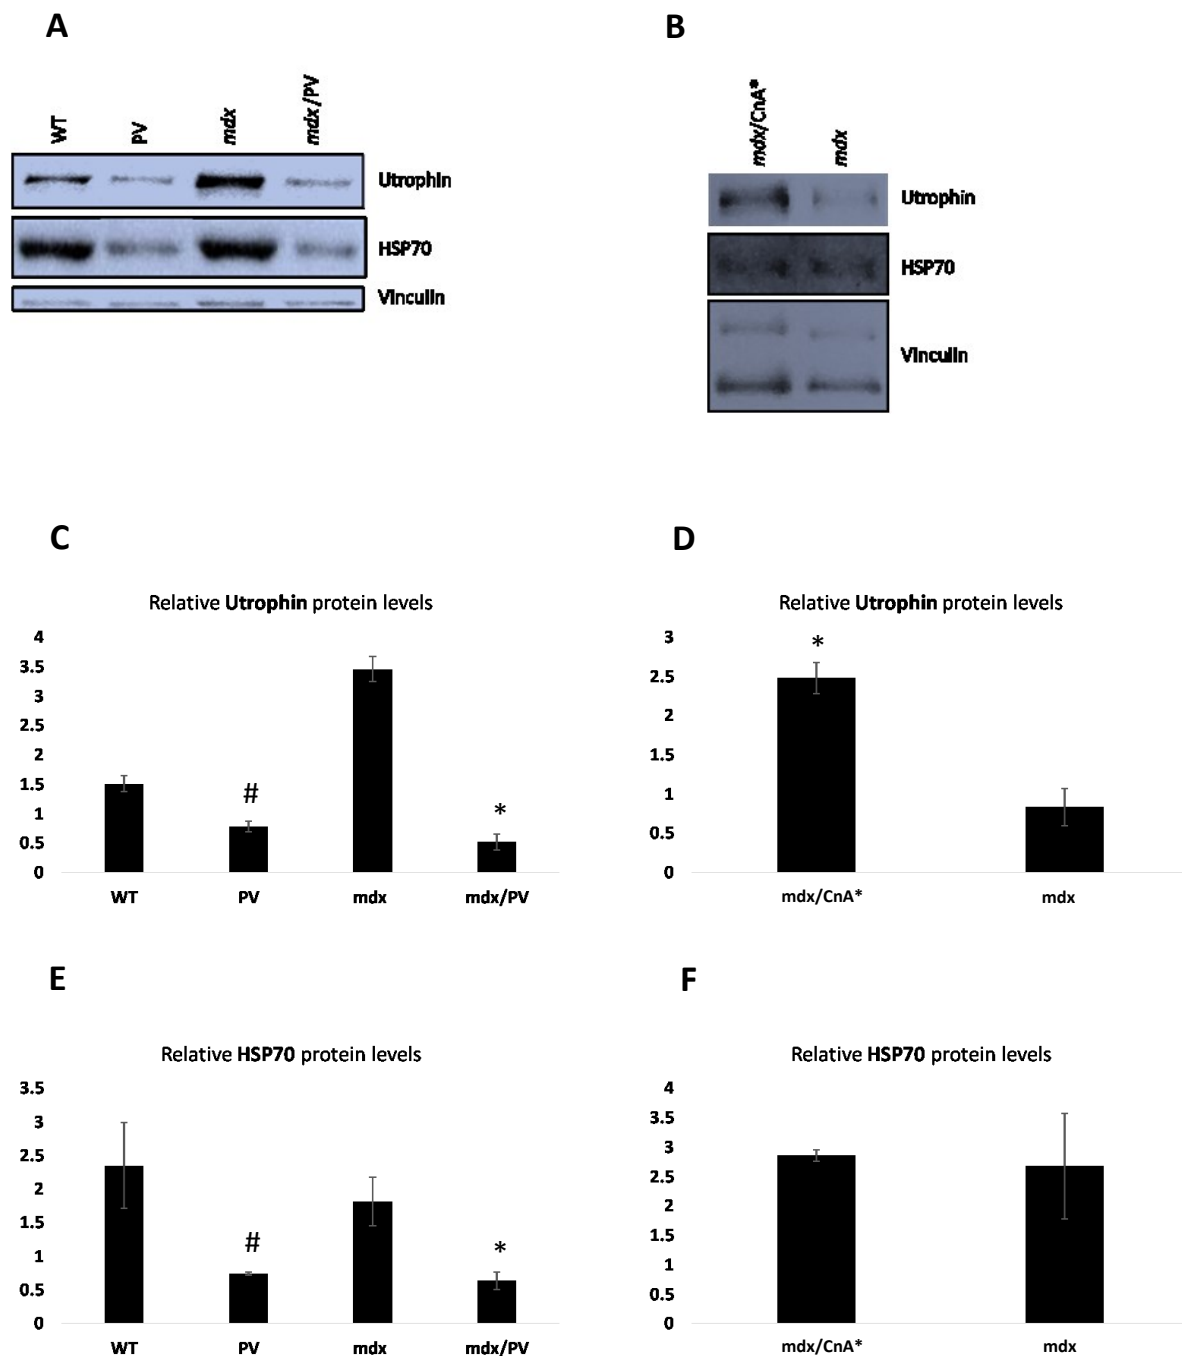 A
WT
PV
mdx
mdx/PV
Utrophin
HSP70
Vinculin
B
mdx/CnA*
mdx
Utrophin
HSP70
Vinculin
C
Relative Utrophin protein levels
4
3.5
3
2.5
2
1.5
1
0.5
0
#
*
WT
PV
mdx
mdx/PV
D
Relative Utrophin protein levels
3
2.5
2
1.5
1
0.5
0
*
mdx/CnA*
mdx
E
Relative HSP70 protein levels
3.5
3
2.5
2
1.5
1
0.5
0
#
*
WT
PV
mdx
mdx/PV
F
Relative HSP70 protein levels
4
3.5
3
2.5
2
1.5
1
0.5
0
mdx/CnA*
mdx